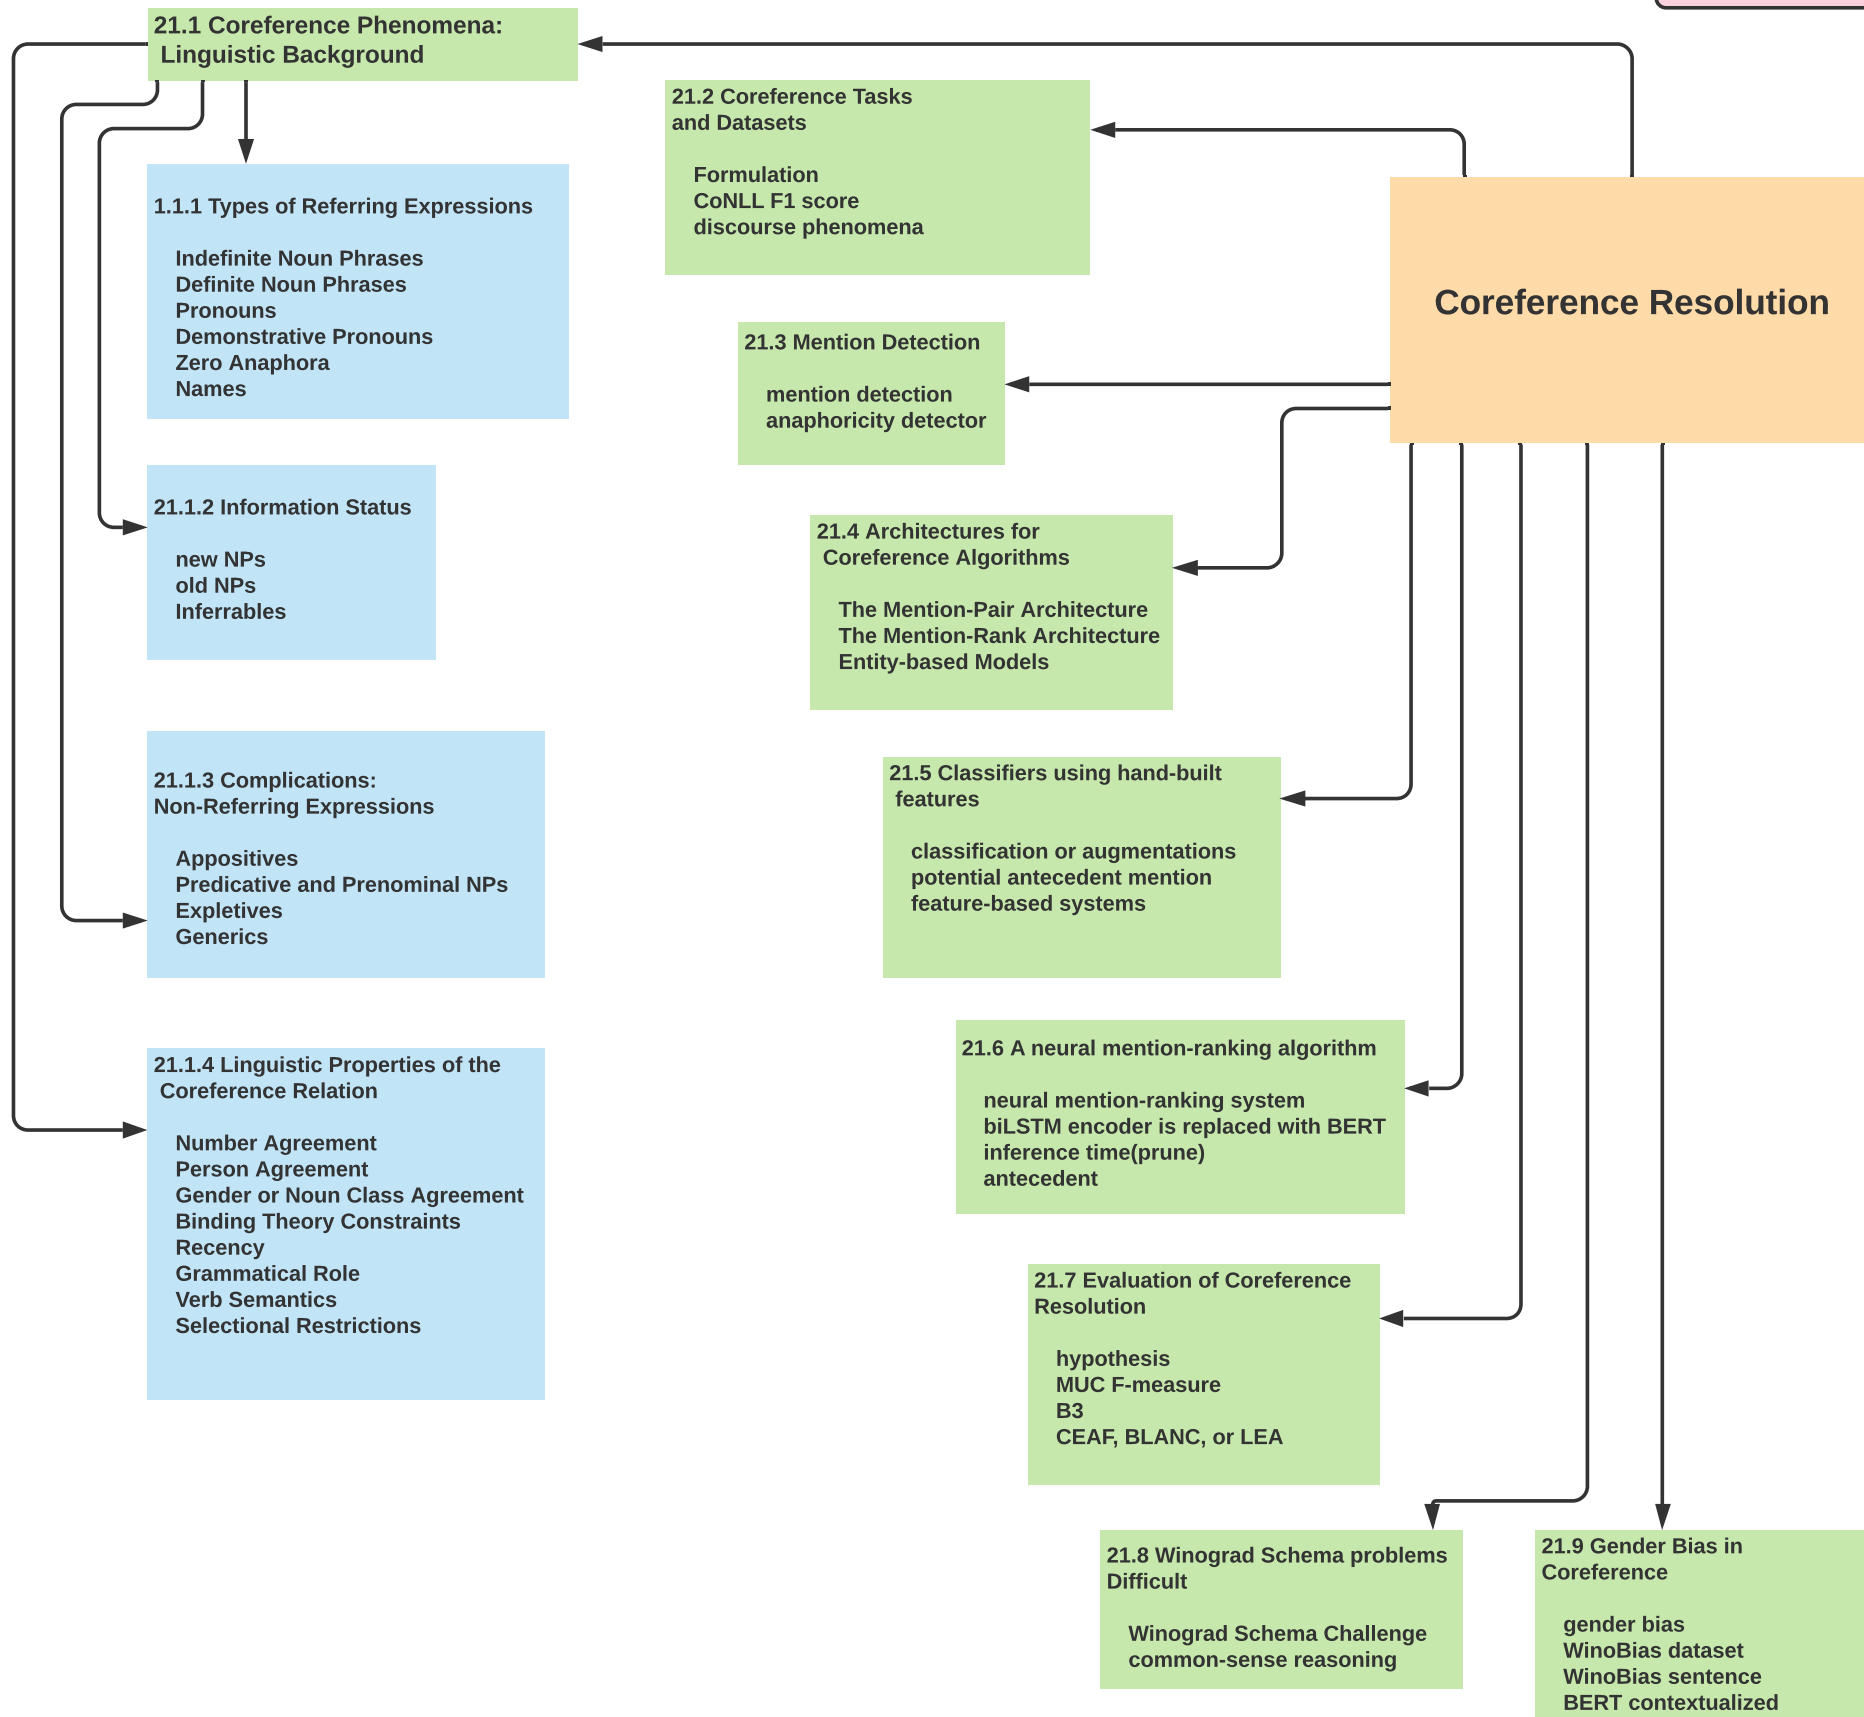 21.1 Coreference Phenomena:
Linguistic Background
1.1.1 Types of Referring Expressions
Indefinite Noun Phrases
Definite Noun Phrases
Pronouns
Demonstrative Pronouns
Zero Anaphora
Names
21.1.2 Information Status
new NPs
old NPs
Inferrables
21.1.3 Complications:
Non-Referring Expressions
Appositives
Predicative and Prenominal NPs
Expletives
Generics
21.1.4 Linguistic Properties of the
Coreference Relation
Number Agreement
Person Agreement
Gender or Noun Class Agreement
Binding Theory Constraints
Recency
Grammatical Role
Verb Semantics
Selectional Restrictions
21.2 Coreference Tasks
and Datasets
Formulation
CoNLL F1 score
discourse phenomena
Coreference Resolution
21.3 Mention Detection
mention detection
anaphoricity detector
21.4 Architectures for
Coreference Algorithms
The Mention-Pair Architecture
The Mention-Rank Architecture
Entity-based Models
21.5 Classifiers using hand-built
features
classification or augmentations
potential antecedent mention
feature-based systems
21.6 A neural mention-ranking algorithm
neural mention-ranking system
biLSTM encoder is replaced with BERT
inference time(prune)
antecedent
21.7 Evaluation of Coreference
Resolution
hypothesis
MUC F-measure
B3
CEAF, BLANC, or LEA
21.8 Winograd Schema problems
Difficult
Winograd Schema Challenge
common-sense reasoning
21.9 Gender Bias in
Coreference
gender bias
WinoBias dataset
WinoBias sentence
BERT contextualized